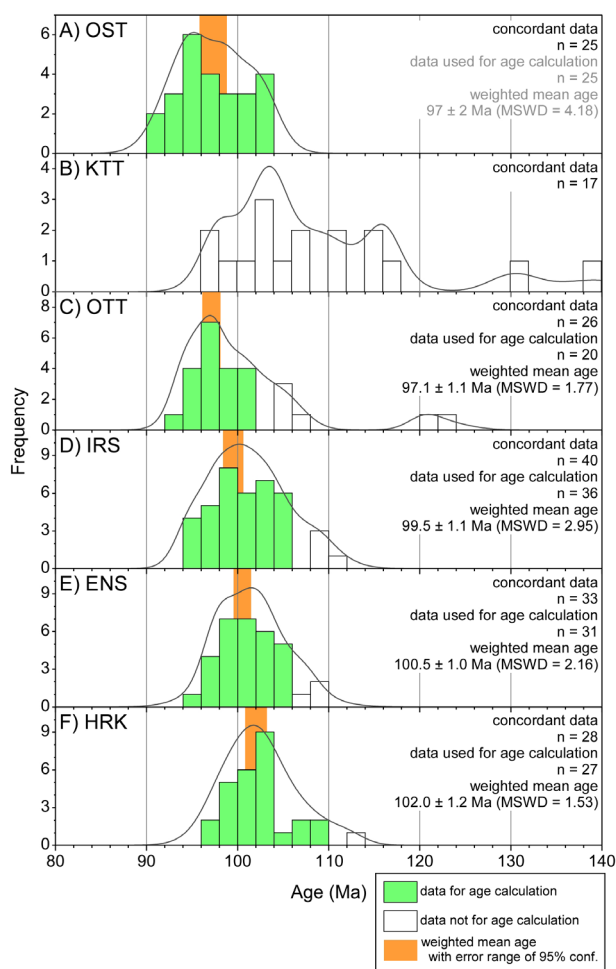 A) OST
concordant data
n = 25
data used for age calculation
n = 25
weighted mean age
97 ± 2 Ma (MSWD = 4.18)
6
4
2
0
B) KTT
concordant data
n = 17
4
3
2
1
0
C) OTT
concordant data
n = 26
data used for age calculation
n = 20
weighted mean age
97.1 ± 1.1 Ma (MSWD = 1.77)
8
6
4
2
0
Frequency
D) IRS
concordant data
n = 40
data used for age calculation
n = 36
weighted mean age
99.5 ± 1.1 Ma (MSWD = 2.95)
9
6
3
0
E) ENS
concordant data
n = 33
data used for age calculation
n = 31
weighted mean age
100.5 ± 1.0 Ma (MSWD = 2.16)
9
6
3
0
F) HRK
concordant data
n = 28
data used for age calculation
n = 27
weighted mean age
102.0 ± 1.2 Ma (MSWD = 1.53)
9
6
3
0
80 90 100 110 120 130 140
Age (Ma)
data for age calculation
data not for age calculation
weighted mean age
with error range of 95% conf.